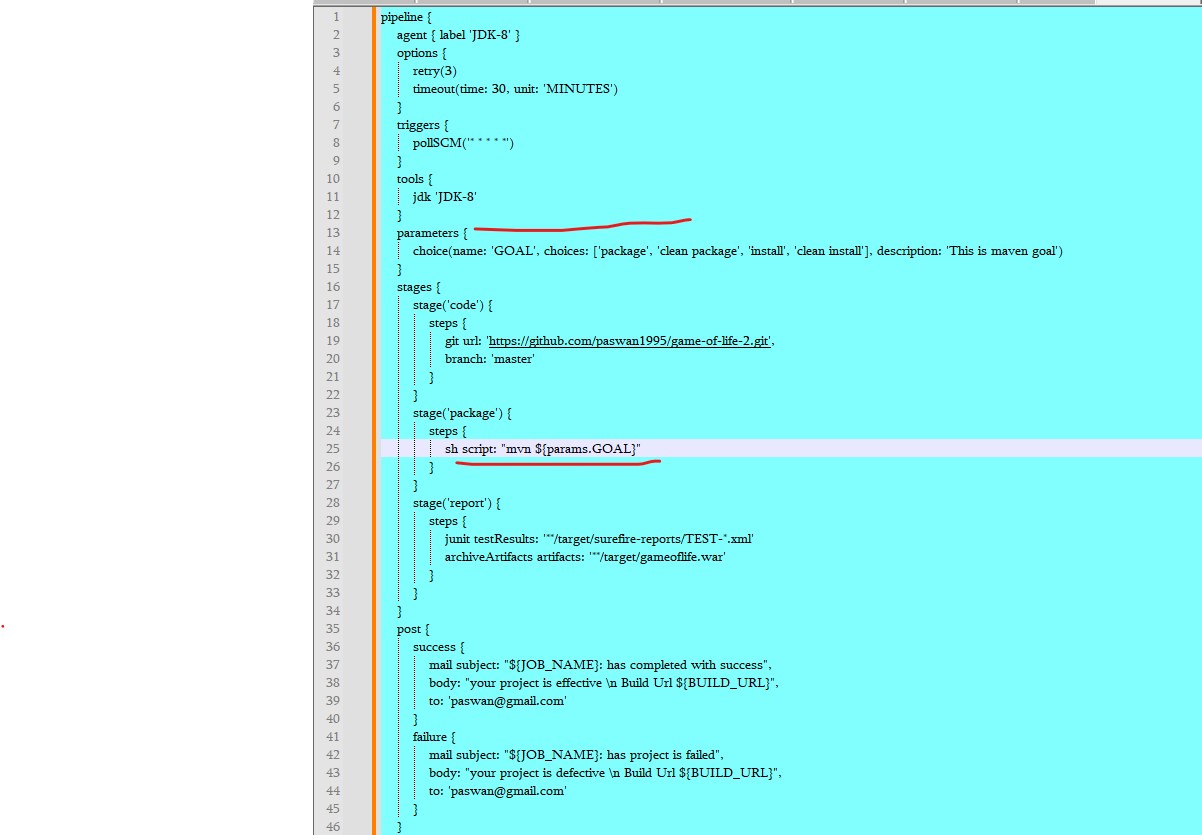 1 pipeline {
2 agent { label 'JDK-8' }
3 options {
4 retry(3)
5 timeout(time: 30, unit: 'MINUTES')
6 }
7 triggers {
8 pollSCM('* * * * *')
9 }
10 tools {
11 jdk 'JDK-8'
12 }
13 parameters {
14 choice(name: 'GOAL', choices: ['package', 'clean package', 'install', 'clean install'], description: 'This is maven goal')
15 }
16 stages {
17 stage('code') {
18 steps {
19 git url: 'https://github.com/paswan1995/game-of-life-2.git',
20 branch: 'master'
21 }
22 }
23 stage('package') {
24 steps {
25 sh script: "mvn ${params.GOAL}"
26 }
27 }
28 stage('report') {
29 steps {
30 junit testResults: '**/target/surefire-reports/TEST-*.xml'
31 archiveArtifacts artifacts: '**/target/gameoflife.war'
32 }
33 }
34 }
35 post {
36 success {
37 mail subject: "${JOB_NAME}: has completed with success",
38 body: "your project is effective \n Build Url ${BUILD_URL}",
39 to: 'paswan@gmail.com'
40 }
41 failure {
42 mail subject: "${JOB_NAME}: has project is failed",
43 body: "your project is defective \n Build Url ${BUILD_URL}",
44 to: 'paswan@gmail.com'
45 }
46 }